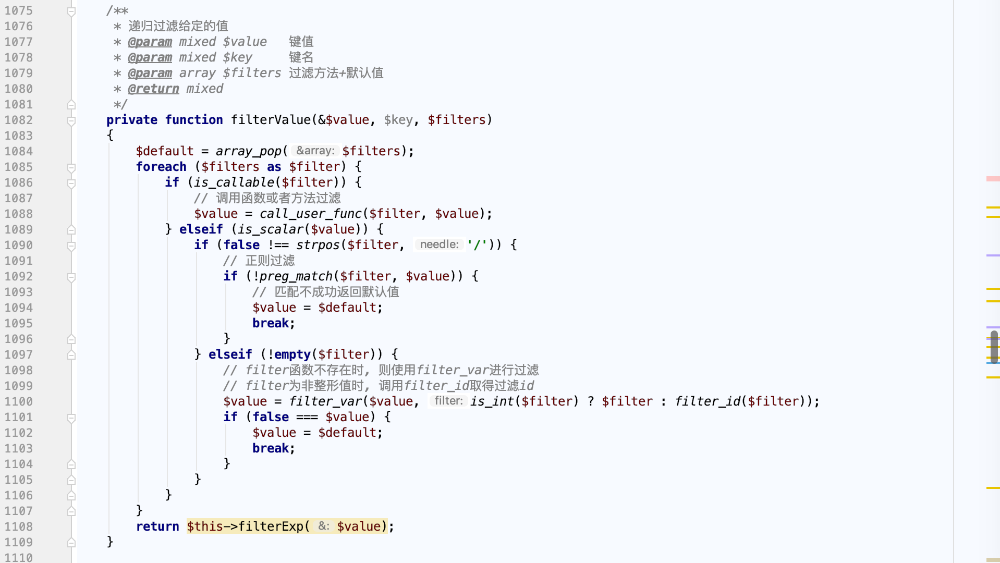 1075 /**
1076 * 递归过滤给定的值
1077 * @param mixed $value 键值
1078 * @param mixed $key 键名
1079 * @param array $filters 过滤方法+默认值
1080 * @return mixed
1081 */
1082 private function filterValue(&$value, $key, $filters)
1083 {
1084 $default = array_pop( &array: $filters);
1085 foreach ($filters as $filter) {
1086 if (is_callable($filter)) {
1087 // 调用函数或者方法过滤
1088 $value = call_user_func($filter, $value);
1089 } elseif (is_scalar($value)) {
1090 if (false !== strpos($filter, needle: '/')) {
1091 // 正则过滤
1092 if (!preg_match($filter, $value)) {
1093 // 匹配不成功返回默认值
1094 $value = $default;
1095 break;
1096 }
1097 } elseif (!empty($filter)) {
1098 // filter函数不存在时, 则使用filter_var进行过滤
1099 // filter为非整形值时, 调用filter_id取得过滤id
1100 $value = filter_var($value, filter: is_int($filter) ? $filter : filter_id($filter));
1101 if (false === $value) {
1102 $value = $default;
1103 break;
1104 }
1105 }
1106 }
1107 }
1108 return $this->filterExp( &: $value);
1109 }
1110